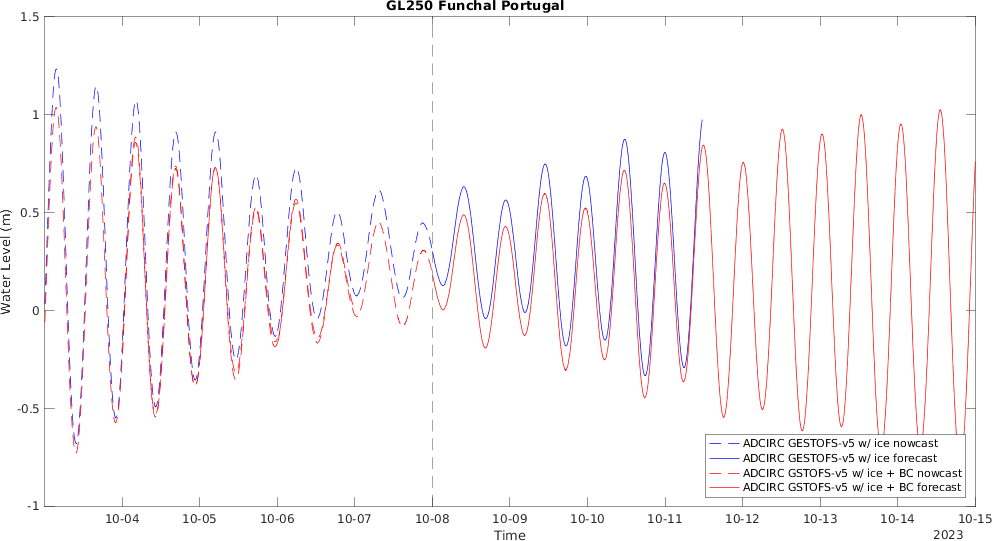 GL250 Funchal Portugal
1.5
1
0.5
0
-0.5
-1
Water Level (m)
10-04 10-05 10-06 10-07 10-08 10-09 10-10 10-11 10-12 10-13 10-14 10-15
Time
2023
ADCIRC GESTOFS-v5 w/ ice nowcast
ADCIRC GESTOFS-v5 w/ ice forecast
ADCIRC GSTOFS-v5 w/ ice + BC nowcast
ADCIRC GSTOFS-v5 w/ ice + BC forecast